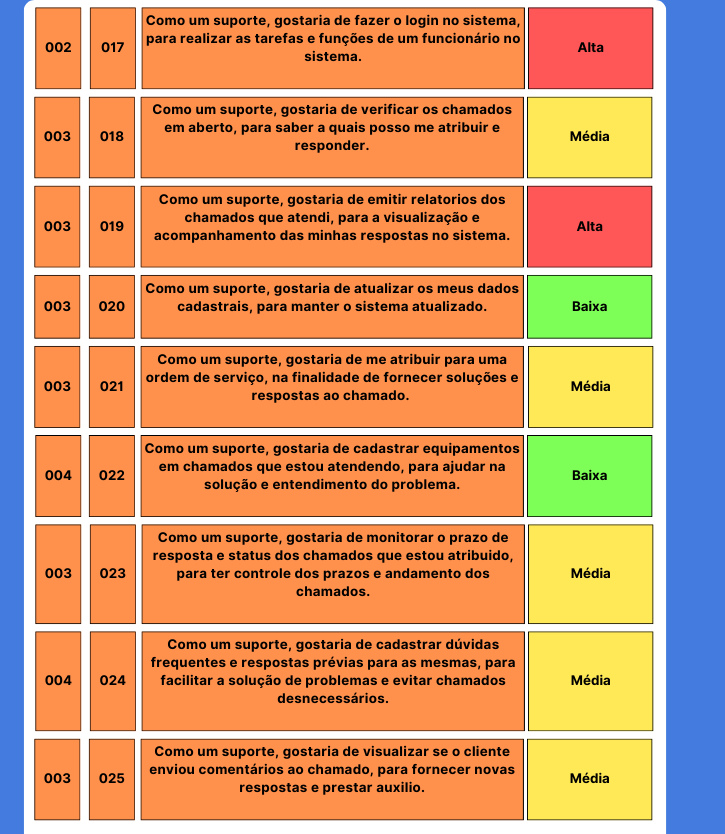 002
017
Como um suporte, gostaria de fazer o login no sistema,
para realizar as tarefas e funções de um funcionário no
sistema.
Alta
003
018
Como um suporte, gostaria de verificar os chamados
em aberto, para saber a quais posso me atribuir e
responder.
Média
003
019
Como um suporte, gostaria de emitir relatorios dos
chamados que atendi, para a visualização e
acompanhamento das minhas respostas no sistema.
Alta
003
020
Como um suporte, gostaria de atualizar os meus dados
cadastrais, para manter o sistema atualizado.
Baixa
003
021
Como um suporte, gostaria de me atribuir para uma
ordem de serviço, na finalidade de fornecer soluções e
respostas ao chamado.
Média
004
022
Como um suporte, gostaria de cadastrar equipamentos
em chamados que estou atendendo, para ajudar na
solução e entendimento do problema.
Baixa
003
023
Como um suporte, gostaria de monitorar o prazo de
resposta e status dos chamados que estou atribuido,
para ter controle dos prazos e andamento dos
chamados.
Média
004
024
Como um suporte, gostaria de cadastrar dúvidas
frequentes e respostas prévias para as mesmas, para
facilitar a solução de problemas e evitar chamados
desnecessários.
Média
003
025
Como um suporte, gostaria de visualizar se o cliente
enviou comentários ao chamado, para fornecer novas
respostas e prestar auxilio.
Média